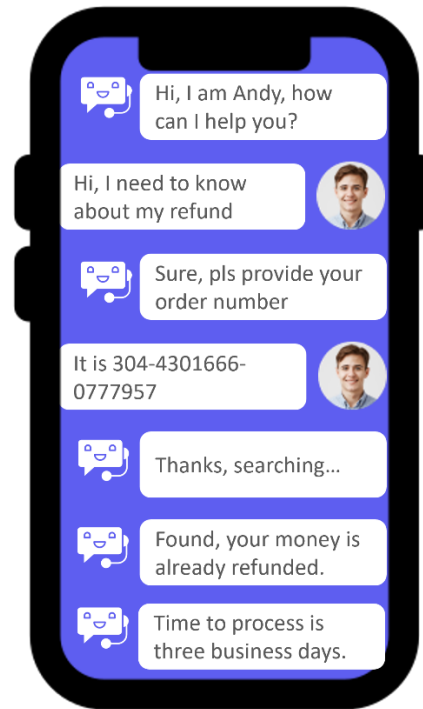 Hi, I am Andy, how
can I help you?
Hi, I need to know
about my refund
Sure, pls provide your
order number
It is 304-4301666-
0777957
Thanks, searching…
Found, your money is
already refunded.
Time to process is
three business days.